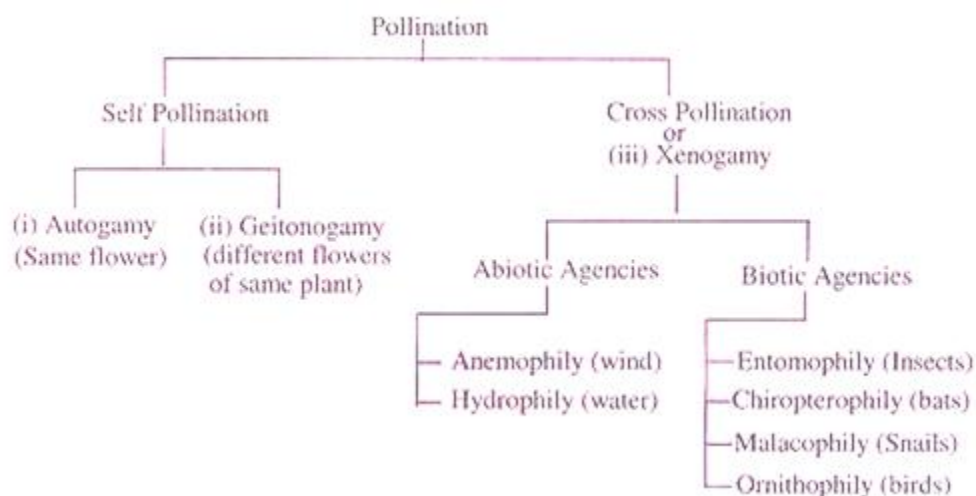 Pollination
Self Pollination
Cross Pollination
or
(iii) Xenogamy
(i) Autogamy
(Same flower)
(ii) Geitonogamy
(different flowers
of same plant)
Abiotic Agencies
Biotic Agencies
Anemophily (wind)
Hydrophily (water)
Entomophily (Insects)
Chiropterophily (bats)
Malacophily (Snails)
Ornithophily (birds)